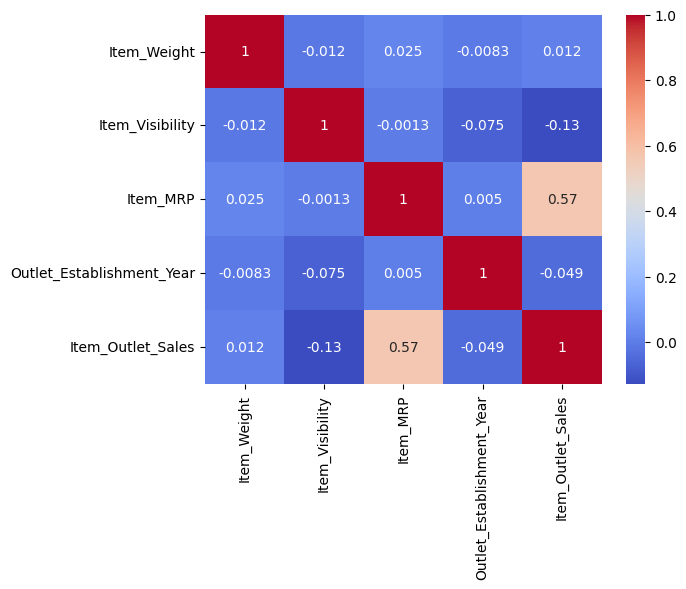 Item_Weight 1 -0.012 0.025 -0.0083 0.012
Item_Visibility -0.012 1 -0.0013 -0.075 -0.13
Item_MRP 0.025 -0.0013 1 0.005 0.57
Outlet_Establishment_Year -0.0083 -0.075 0.005 1 -0.049
Item_Outlet_Sales 0.012 -0.13 0.57 -0.049 1
Item_Weight
Item_Visibility
Item_MRP
Outlet_Establishment_Year
Item_Outlet_Sales
1.0
0.8
0.6
0.4
0.2
0.0